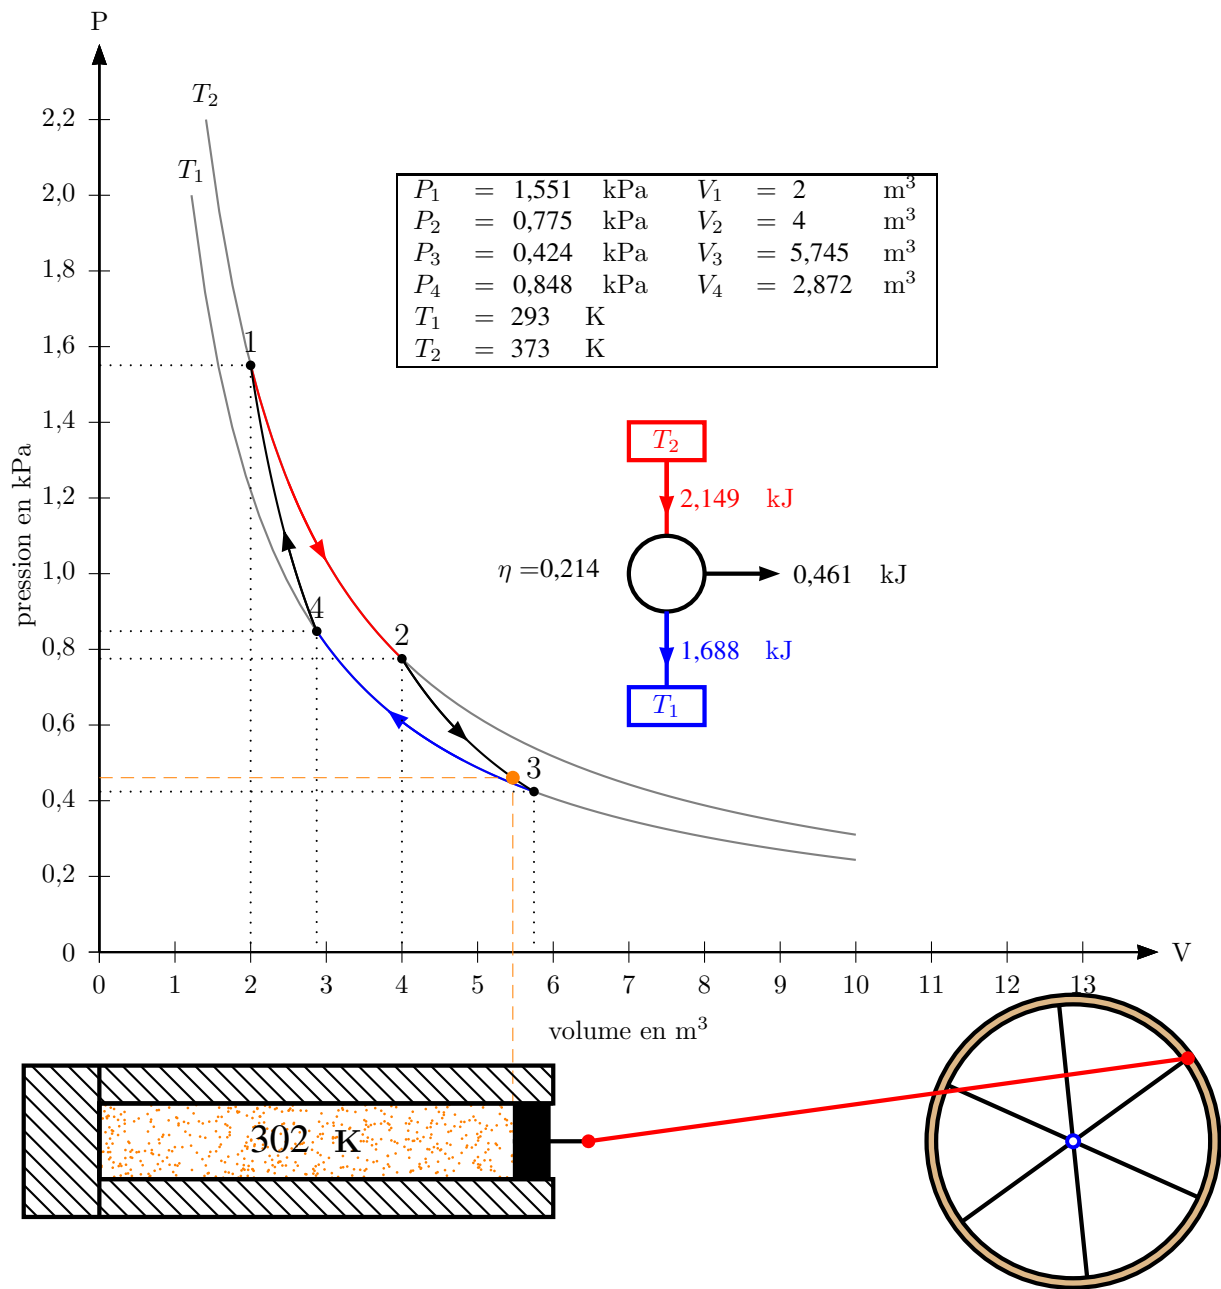 P
T2
T1
2,2
2,0
1,8
1,6
1,4
1,2
1,0
0,8
0,6
0,4
0,2
0
pression en kPa
P1 = 1,551 kPa V1 = 2 m³
P2 = 0,775 kPa V2 = 4 m³
P3 = 0,424 kPa V3 = 5,745 m³
P4 = 0,848 kPa V4 = 2,872 m³
T1 = 293 K
T2 = 373 K
1
2
3
4
T2
2,149 kJ
η =0,214
0,461 kJ
1,688 kJ
T1
0 1 2 3 4 5 6 7 8 9 10 11 12 13
V
volume en m³
302 K